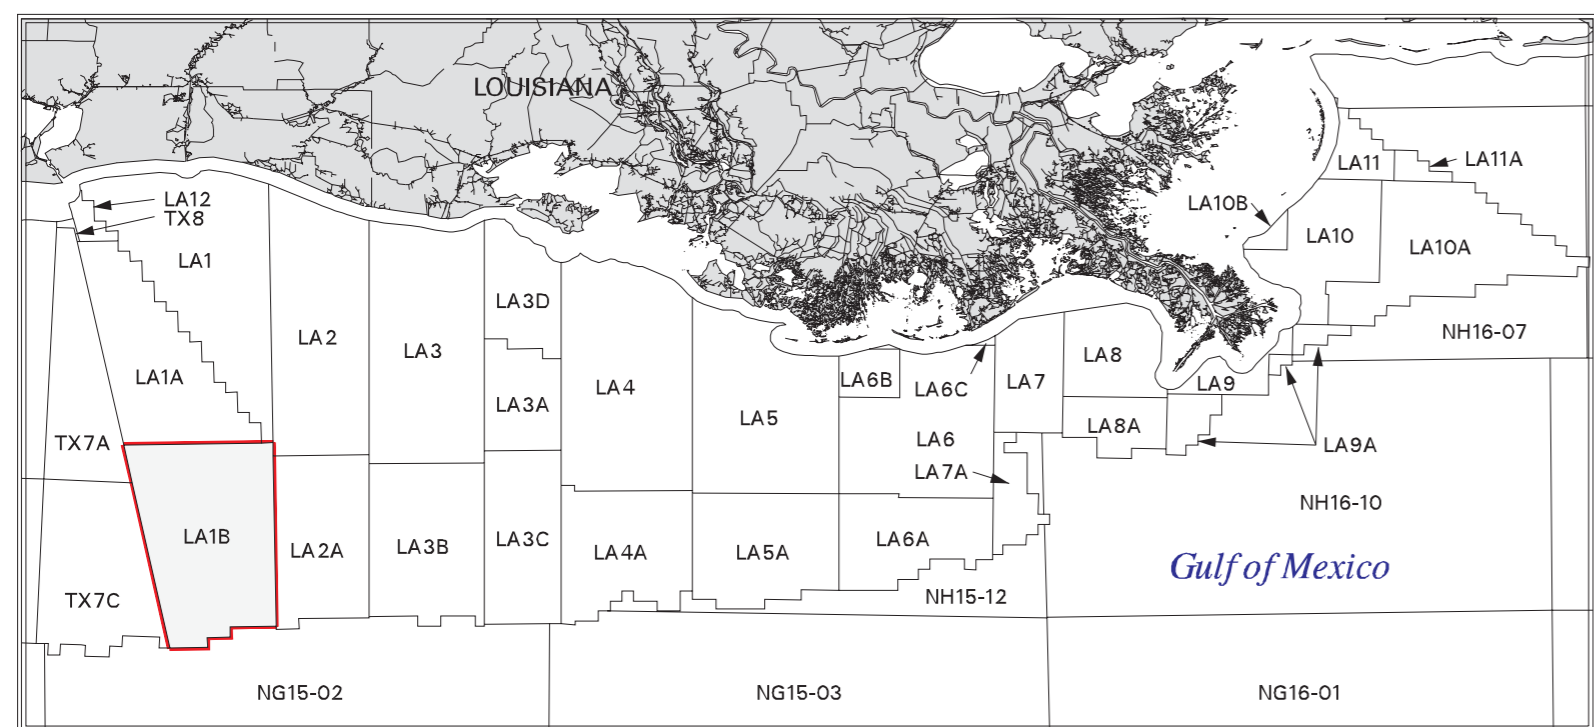 LOUISIANA
LA11
LA11A
LA12
TX8
LA10B
LA10
LA10A
LA1
LA3D
NH16-07
LA2
LA3
LA8
LA1A
LA4
LA6B
LA6C
LA7
LA9
LA3A
LA5
LA8A
TX7A
LA6
LA9A
LA7A
NH16-10
LA1B
LA2A
LA3B
LA3C
LA4A
LA5A
LA6A
Gulf of Mexico
TX7C
NH15-12
NG15-02
NG15-03
NG16-01